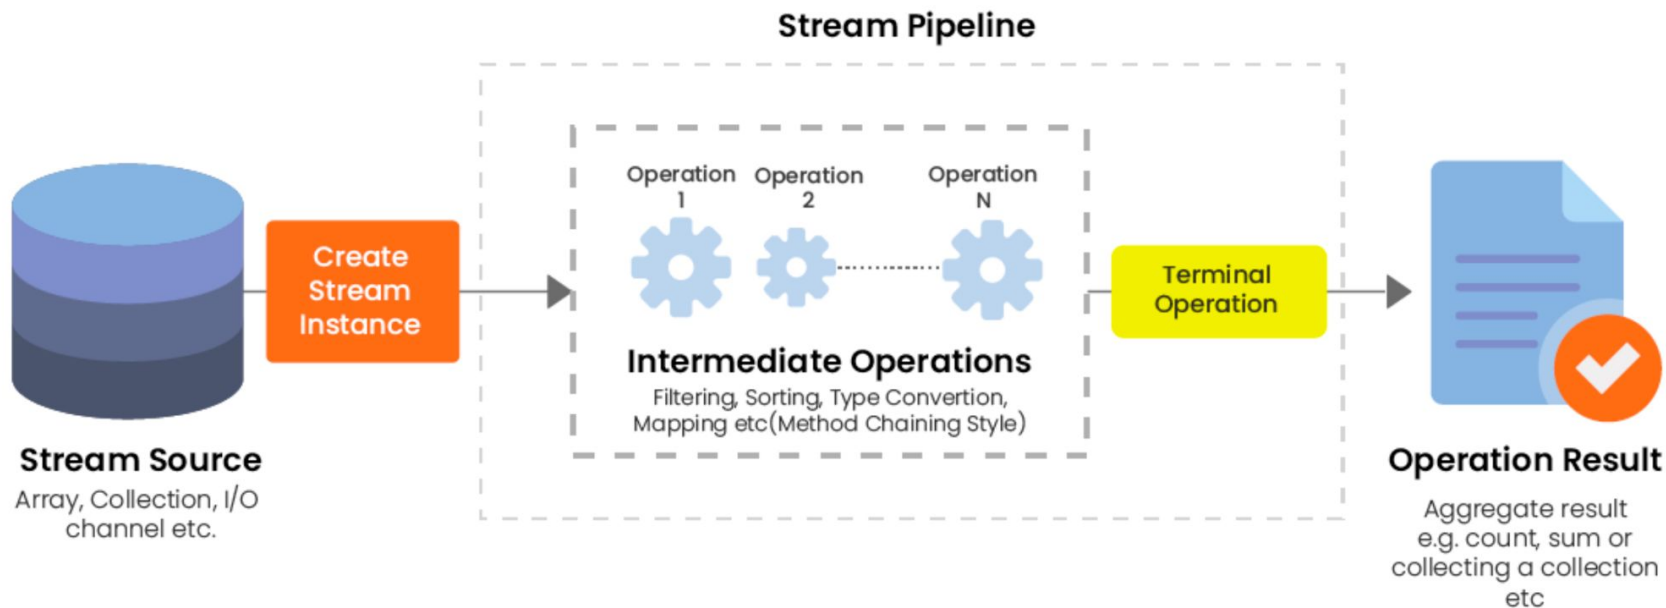 Stream Pipeline
Operation
1
Operation
2
Operation
N
Create
Stream
Instance
Terminal
Operation
Intermediate Operations
Filtering, Sorting, Type Convertion,
Mapping etc(Method Chaining Style)
Stream Source
Array, Collection, I/O
channel etc.
Operation Result
Aggregate result
e.g. count, sum or
collecting a collection
etc